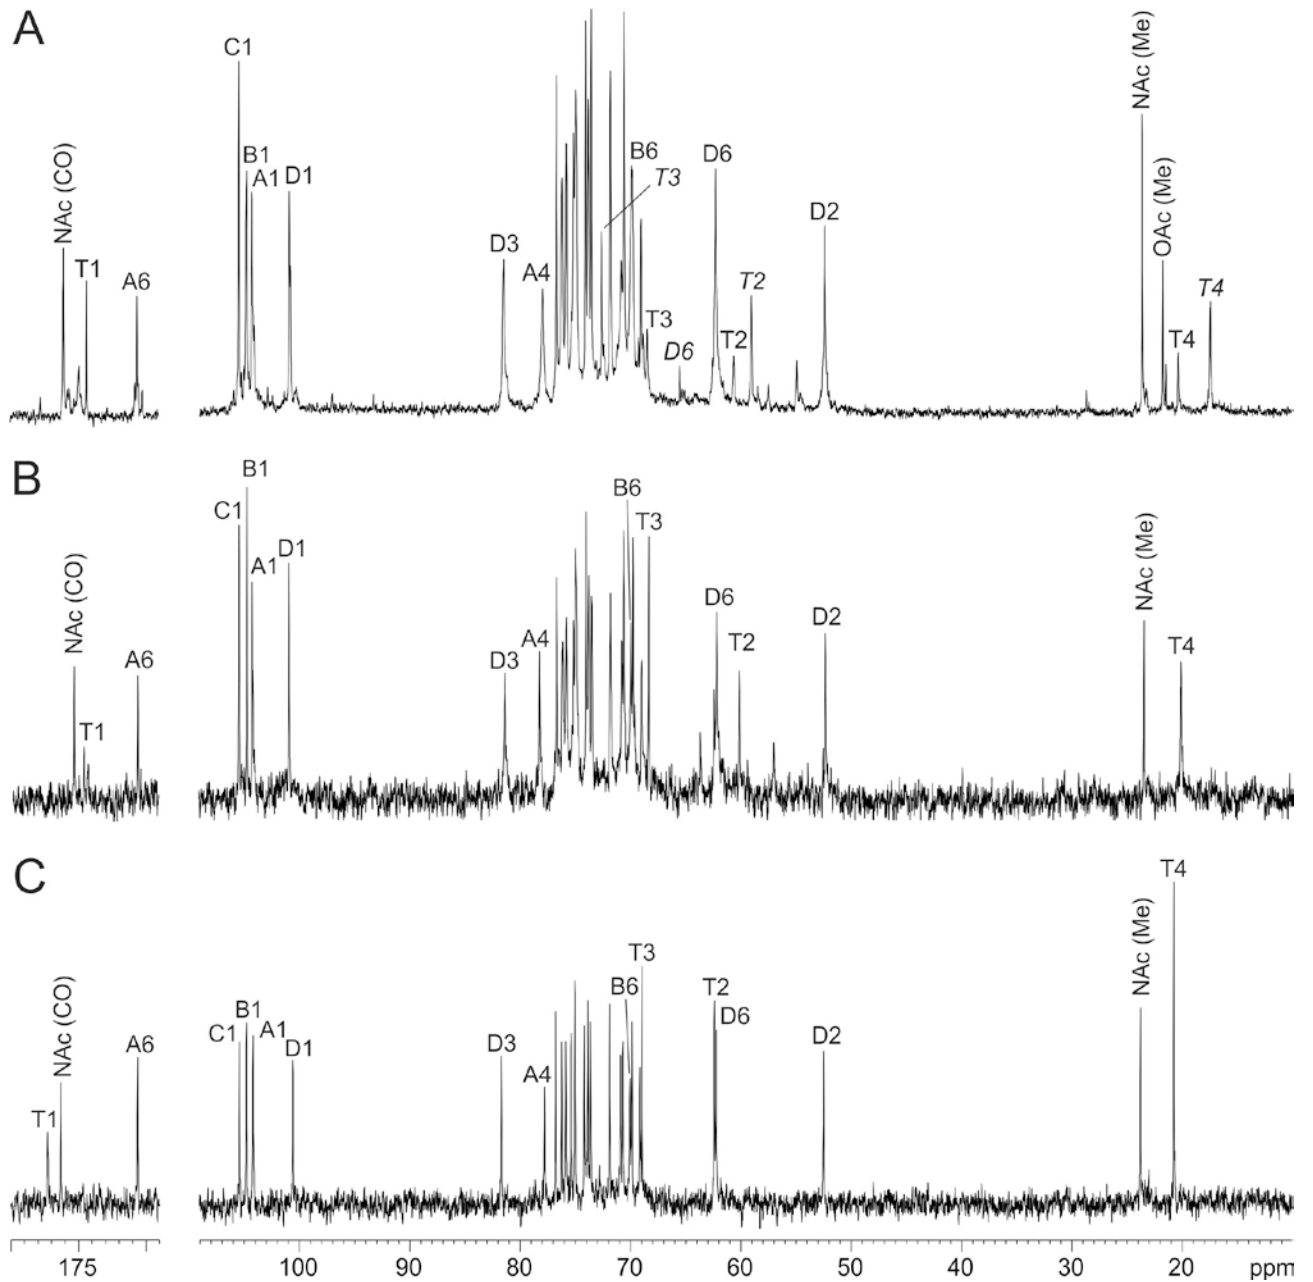 A
C1
B1
A1
D1
NAc (CO)
T1
A6
D3
A4
B6
T3
T3
D6
D6
T2
T2
D2
NAc (Me)
OAc (Me)
T4
T4
B
C1
B1
A1
D1
NAc (CO)
T1
A6
D3
A4
B6
T3
D6
T2
D2
NAc (Me)
T4
C
T1
NAc (CO)
A6
C1
B1
A1
D1
D3
A4
B6
T3
T2
D6
D2
NAc (Me)
T4
175 100 90 80 70 60 50 40 30 20 ppm